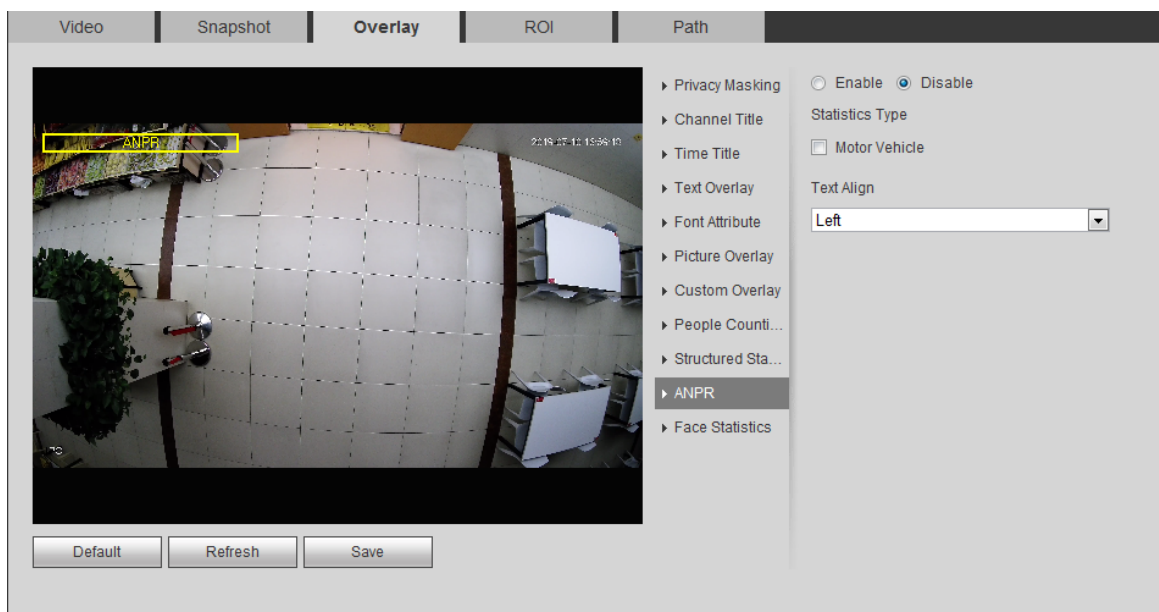 Video Snapshot Overlay ROI Path
ANPR
Privacy Masking
Channel Title
Time Title
Text Overlay
Font Attribute
Picture Overlay
Custom Overlay
People Counti...
Structured Sta...
ANPR
Face Statistics
Enable Disable
Statistics Type
Motor Vehicle
Text Align
Left
Default Refresh Save